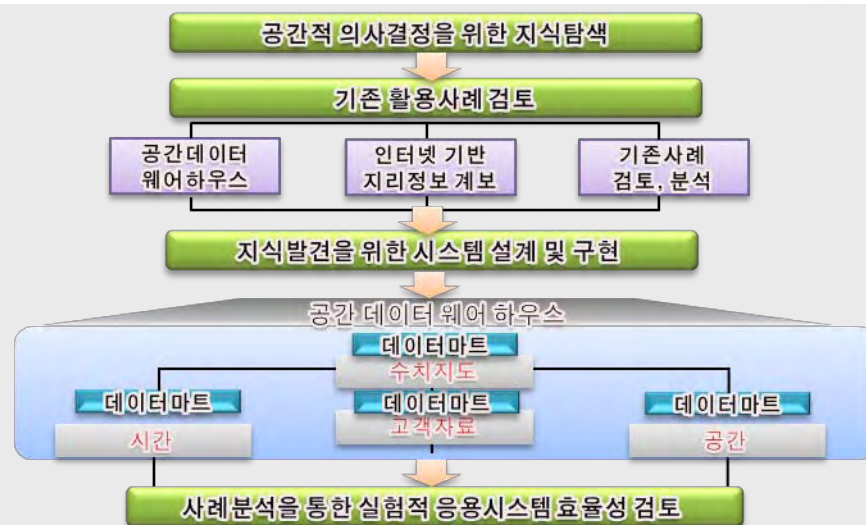 공간적 의사결정을 위한 지식탐색
기존 활용사례 검토
공간데이터
웨어하우스
인터넷 기반
지리정보 계보
기존사례
검토, 분석
지식발견을 위한 시스템 설계 및 구현
공간 데이터 웨어 하우스
데이터마트
수치지도
데이터마트
시간
데이터마트
고객자료
데이터마트
공간
사례분석을 통한 실험적 응용시스템 효율성 검토